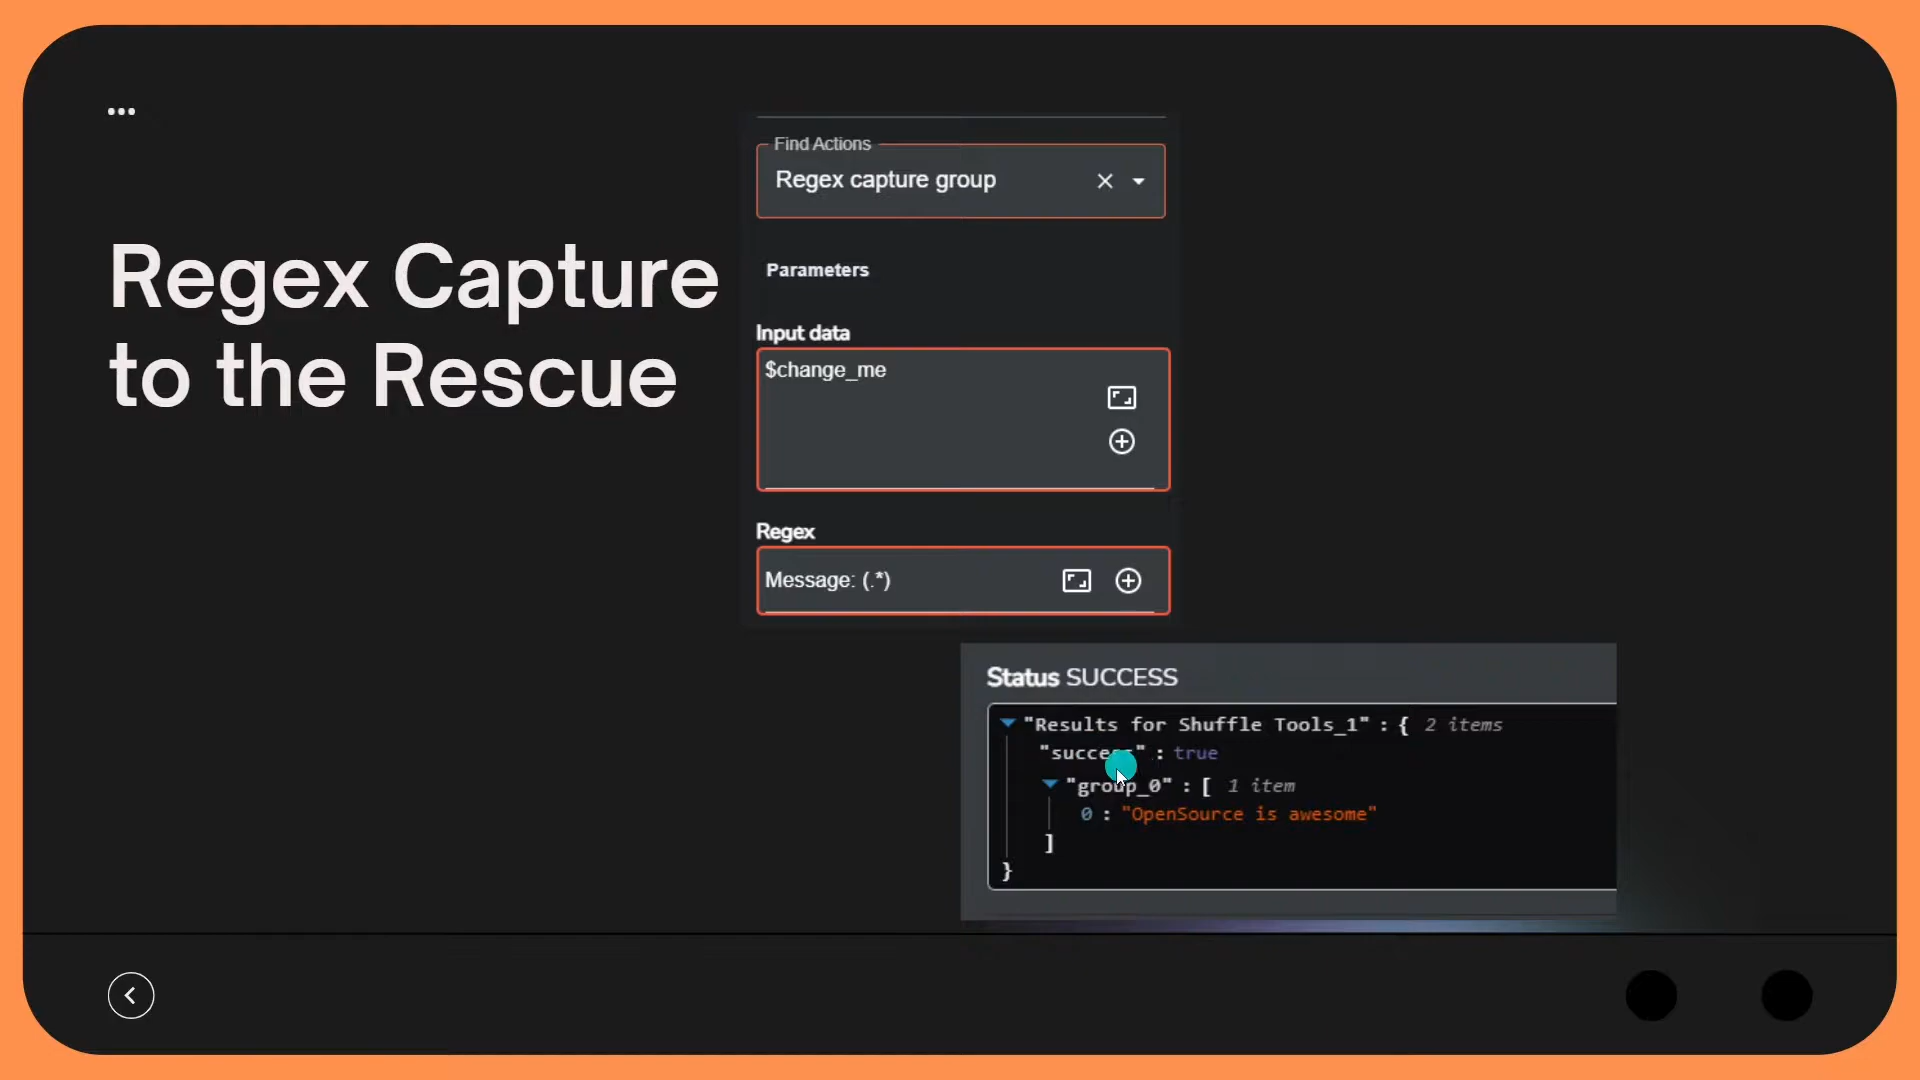 Regex Capture
to the Rescue
Find Actions
Regex capture group
Parameters
Input data
$change_me
Regex
Message: (.*)
Status SUCCESS
"Results for Shuffle Tools_1" : { 2 items
"success" : true
"group_0" : [ 1 item
0 : "OpenSource is awesome"
]
}